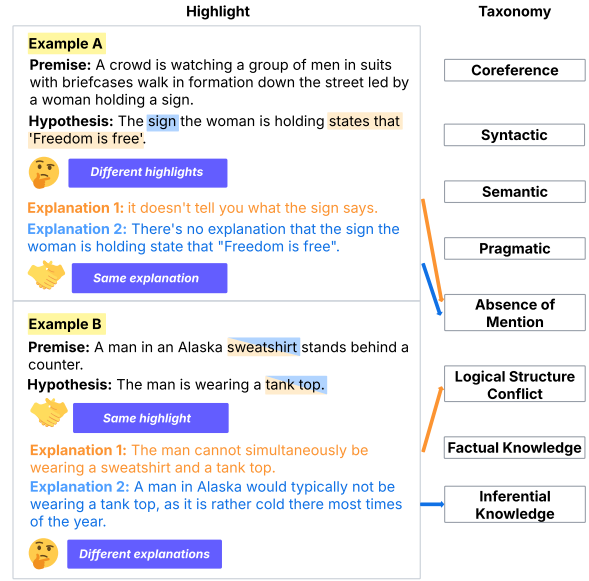 Highlight
Taxonomy
Example A
Premise: A crowd is watching a group of men in suits
with briefcases walk in formation down the street led by
a woman holding a sign.
Hypothesis: The sign the woman is holding states that
'Freedom is free'.
Different highlights
Explanation 1: it doesn't tell you what the sign says.
Explanation 2: There's no explanation that the sign the
woman is holding state that "Freedom is free".
Same explanation
Example B
Premise: A man in an Alaska sweatshirt stands behind a
counter.
Hypothesis: The man is wearing a tank top.
Same highlight
Explanation 1: The man cannot simultaneously be
wearing a sweatshirt and a tank top.
Explanation 2: A man in Alaska would typically not be
wearing a tank top, as it is rather cold there most times
of the year.
Different explanations
Coreference
Syntactic
Semantic
Pragmatic
Absence of
Mention
Logical Structure
Conflict
Factual Knowledge
Inferential
Knowledge